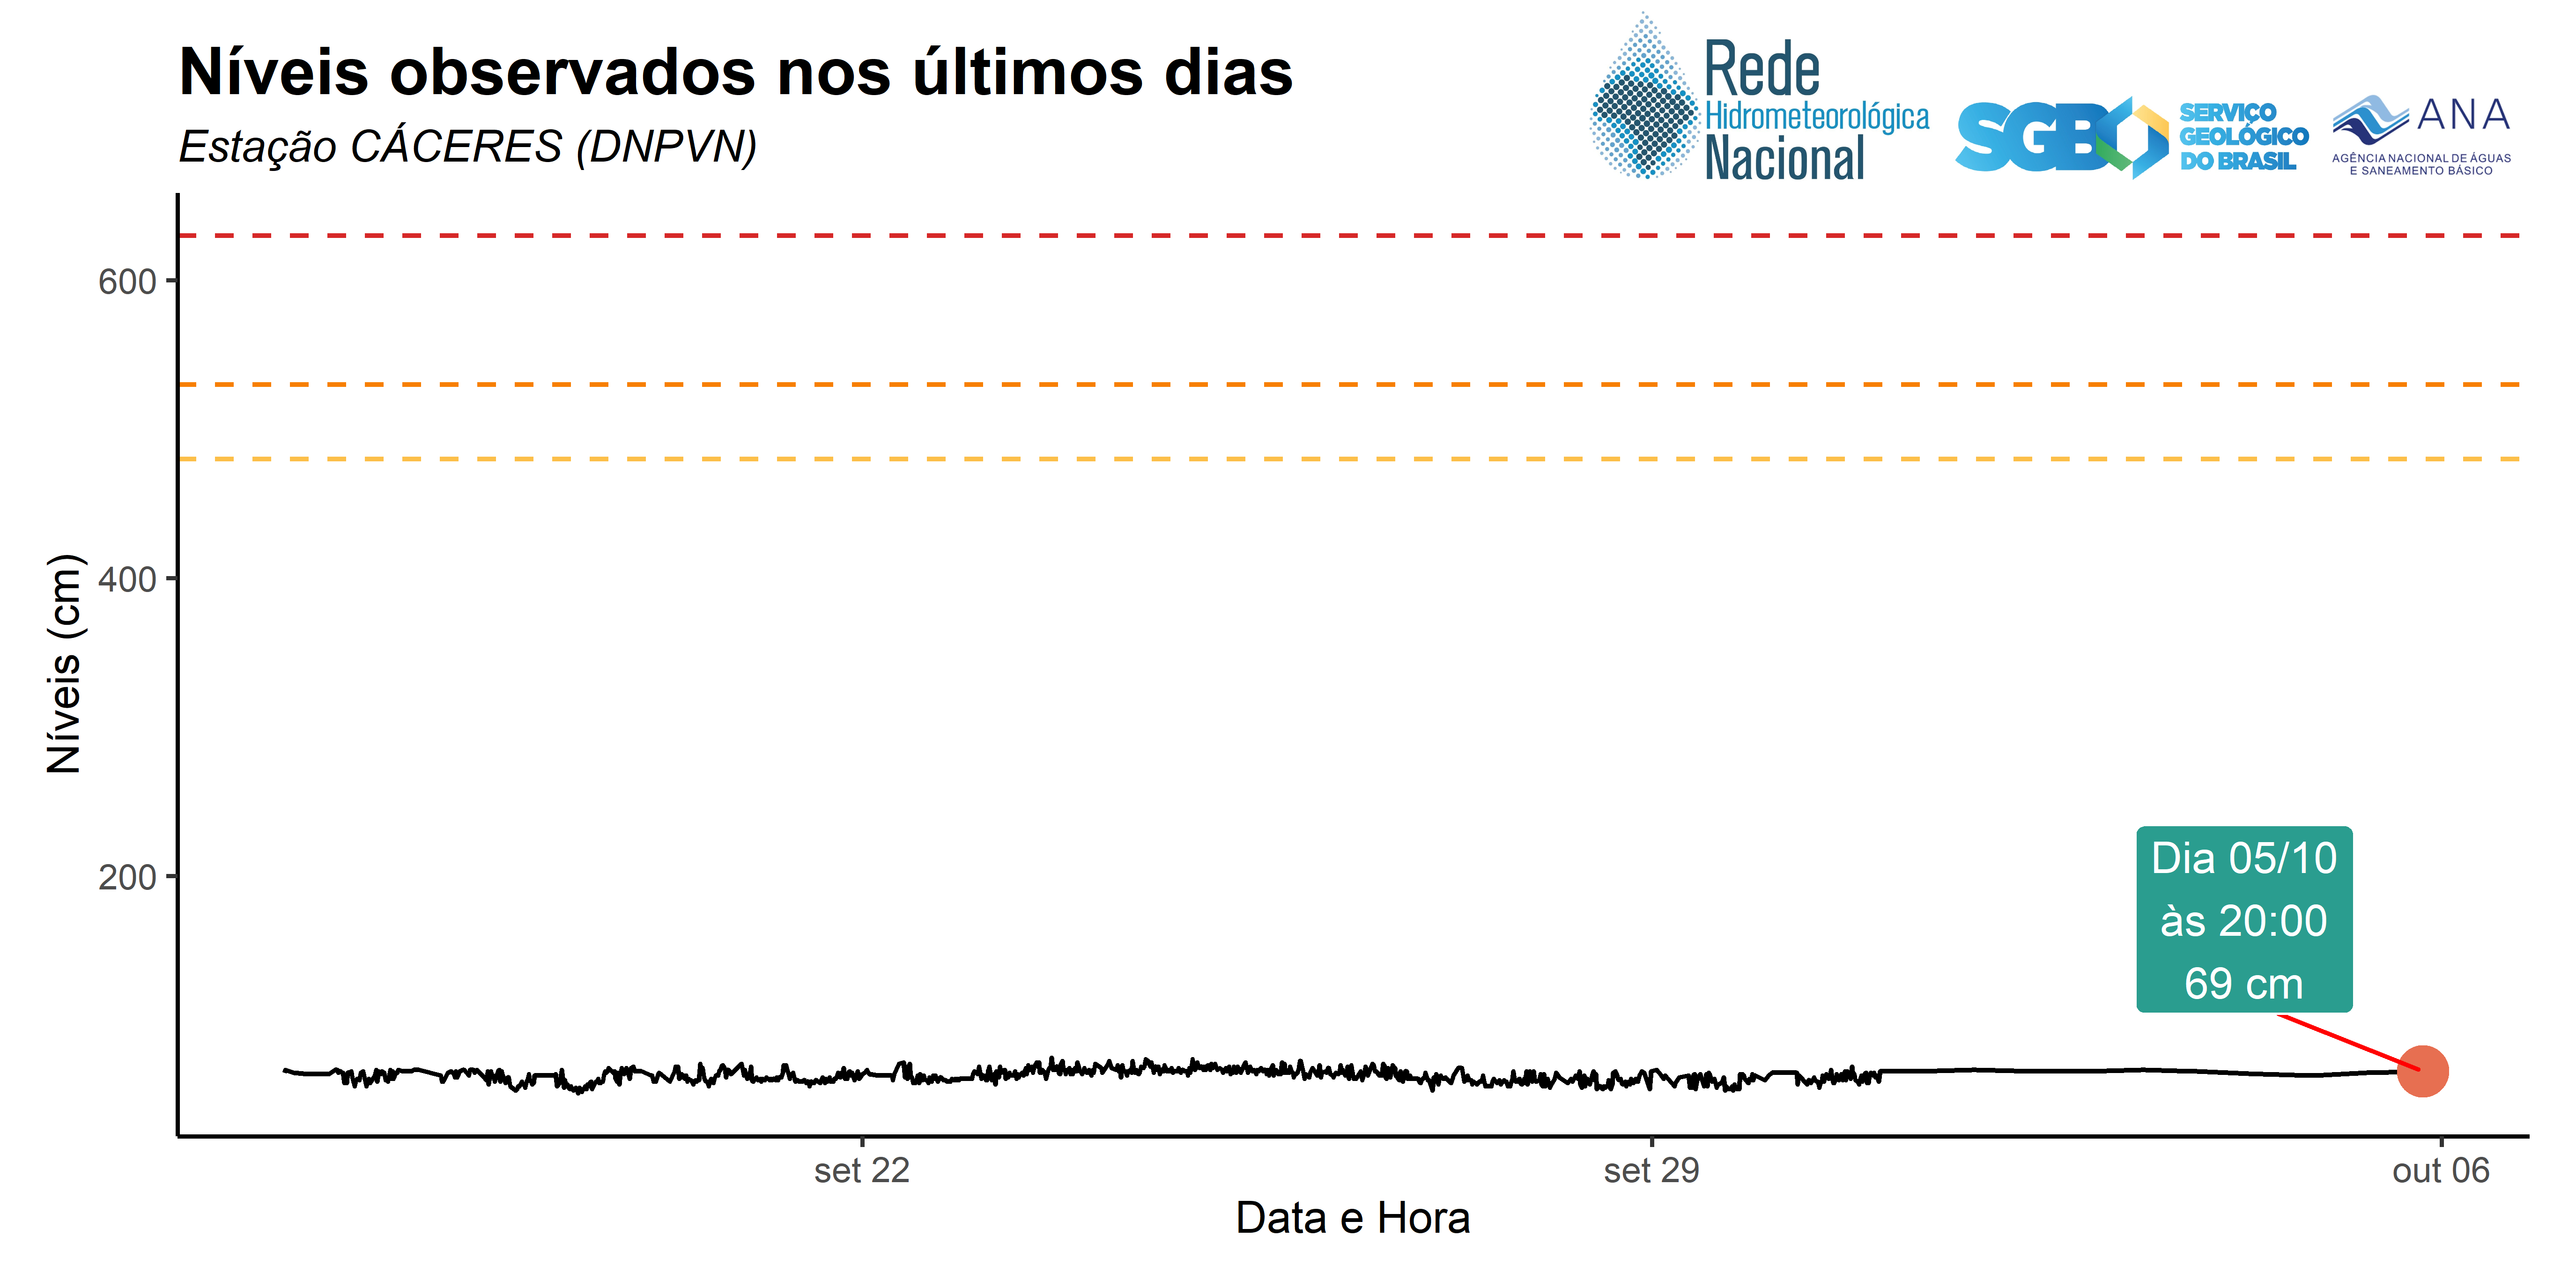 Níveis observados nos últimos dias
Estação CÁCERES (DNPVN)
Rede
Hidrometeorológica
Nacional
SGB
SERVIÇO
GEOLÓGICO
DO BRASIL
ANA
AGÊNCIA NACIONAL DE ÁGUAS
E SANEAMENTO BÁSICO
600
400
200
Níveis (cm)
Dia 05/10
às 20:00
69 cm
set 22
set 29
out 06
Data e Hora